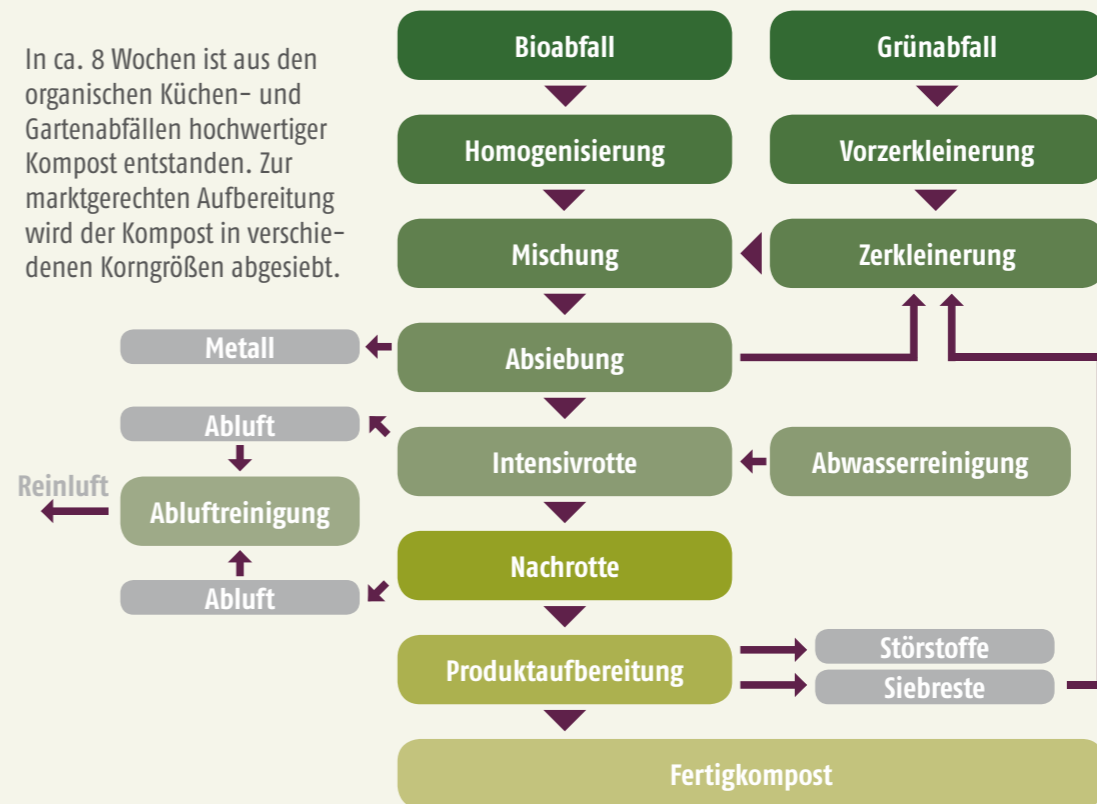 In ca. 8 Wochen ist aus den
organischen Küchen- und
Gartenabfällen hochwertiger
Kompost entstanden. Zur
marktgerechten Aufbereitung
wird der Kompost in verschie-
denen Korngrößen abgesiebt.
Bioabfall
Grünabfall
Homogenisierung
Vorzerkleinerung
Mischung
Zerkleinerung
Metall
Absiebung
Abluft
Intensivrotte
Abwasserreinigung
Reinluft
Abluftreinigung
Nachrotte
Abluft
Produktaufbereitung
Störstoffe
Siebreste
Fertigkompost